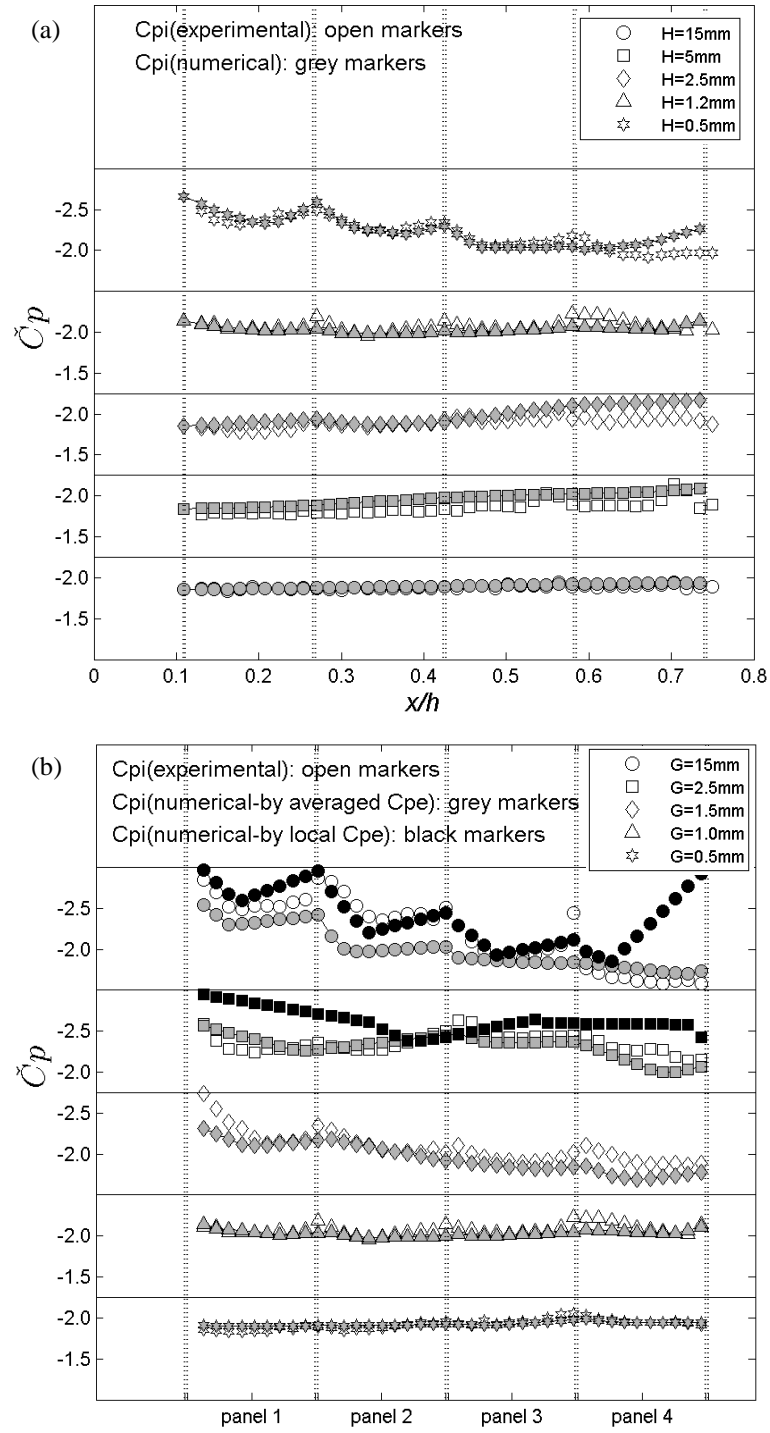 (a)
Cpi(experimental): open markers
Cpi(numerical): grey markers
H=15mm
H=5mm
H=2.5mm
H=1.2mm
H=0.5mm
-2.5
-2.0
-2.0
-1.5
-2.0
-1.5
-2.0
-1.5
-2.0
-1.5
C̆p
0 0.1 0.2 0.3 0.4 0.5 0.6 0.7 0.8
x/h
(b)
Cpi(experimental): open markers
Cpi(numerical-by averaged Cpe): grey markers
Cpi(numerical-by local Cpe): black markers
G=15mm
G=2.5mm
G=1.5mm
G=1.0mm
G=0.5mm
-2.5
-2.0
-2.5
-2.0
-2.5
-2.0
-2.0
-1.5
-2.0
-1.5
C̆p
panel 1 panel 2 panel 3 panel 4